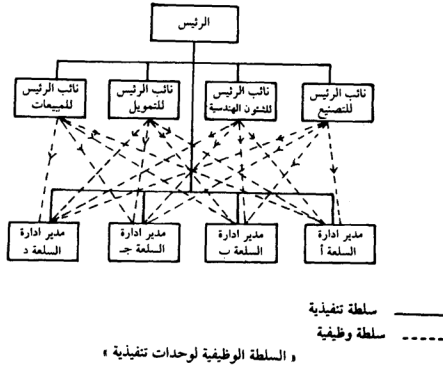 الرئيس
نائب الرئيس
للتصنيع
نائب الرئيس
للشئون الهندسية
نائب الرئيس
للتمويل
نائب الرئيس
للمبيعات
مدير ادارة
السلعة أ
مدير ادارة
السلعة ب
مدير ادارة
السلعة جـ
مدير ادارة
السلعة د
سلطة تنفيذية
سلطة وظيفية
« السلطة الوظيفية لوحدات تنفيذية »